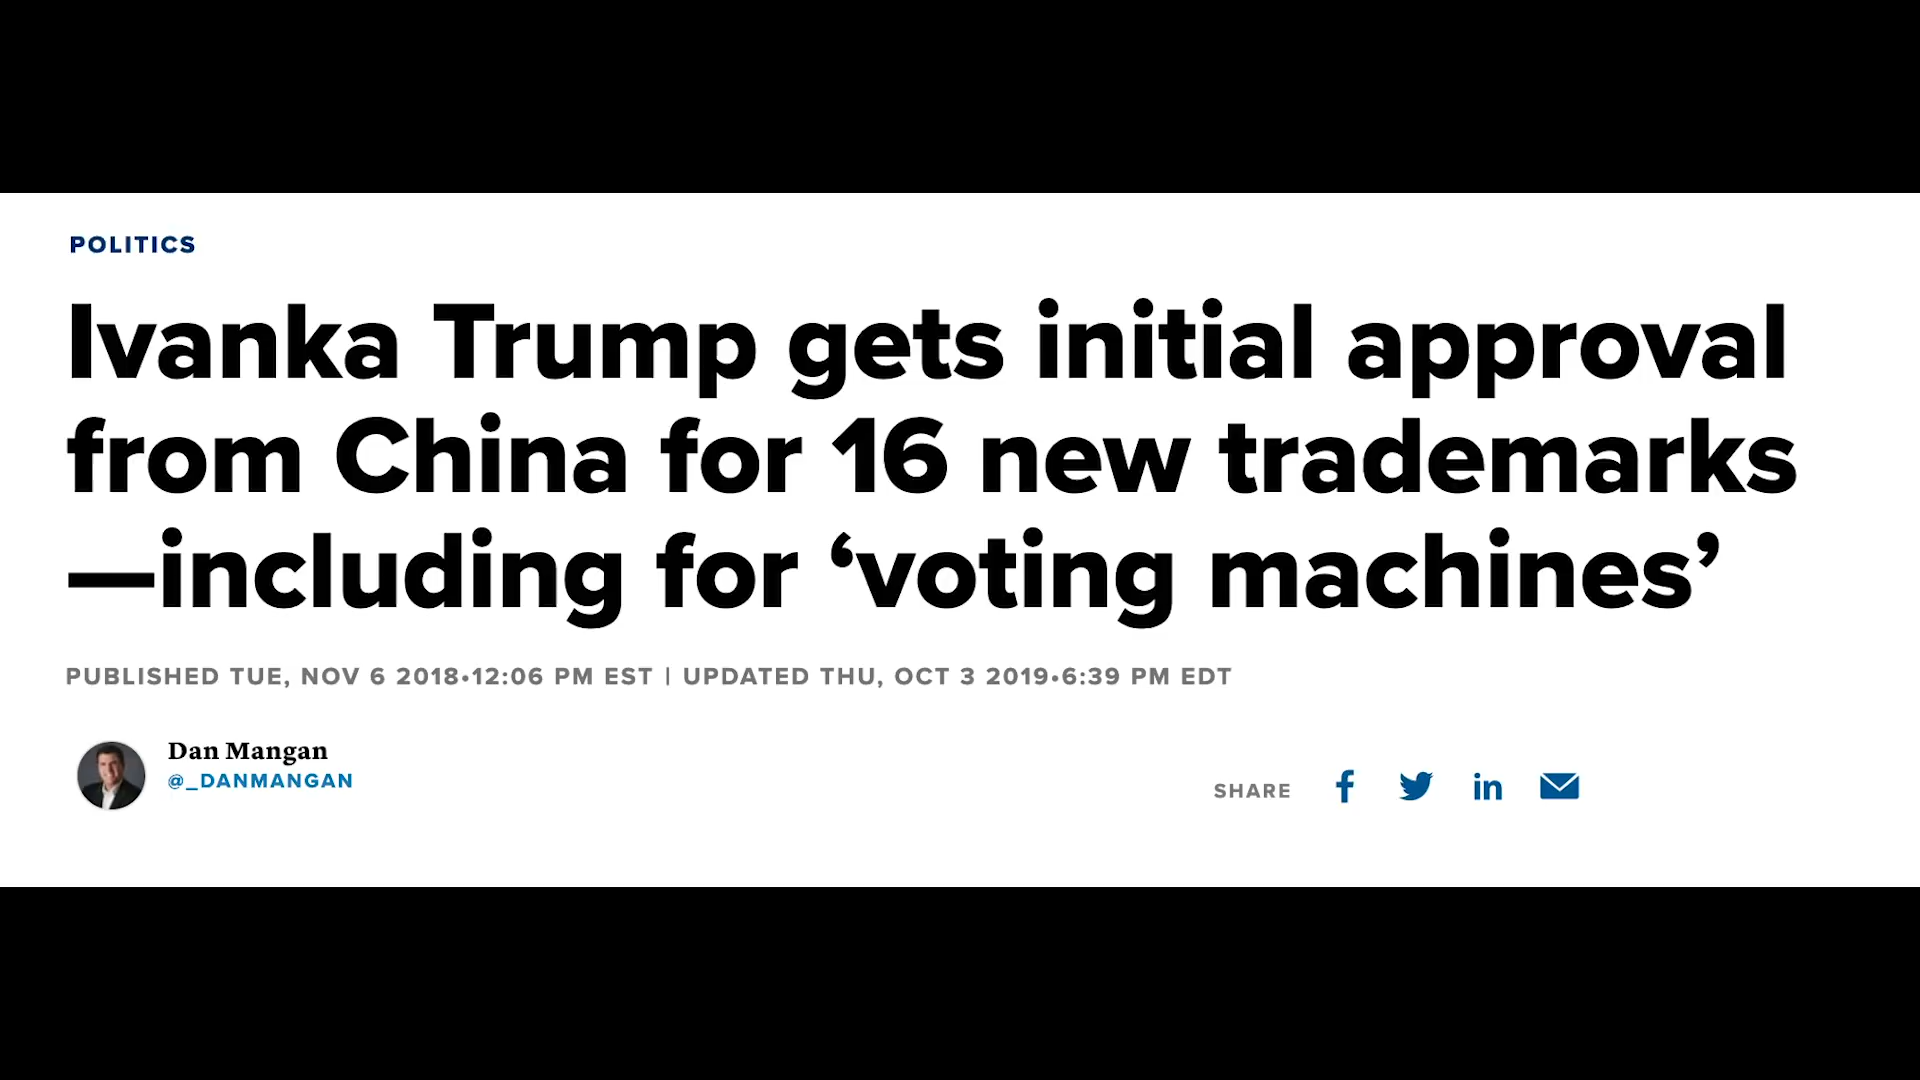 POLITICS
Ivanka Trump gets initial approval
from China for 16 new trademarks
—including for ‘voting machines’
PUBLISHED TUE, NOV 6 2018•12:06 PM EST | UPDATED THU, OCT 3 2019•6:39 PM EDT
Dan Mangan
@_DANMANGAN
SHARE